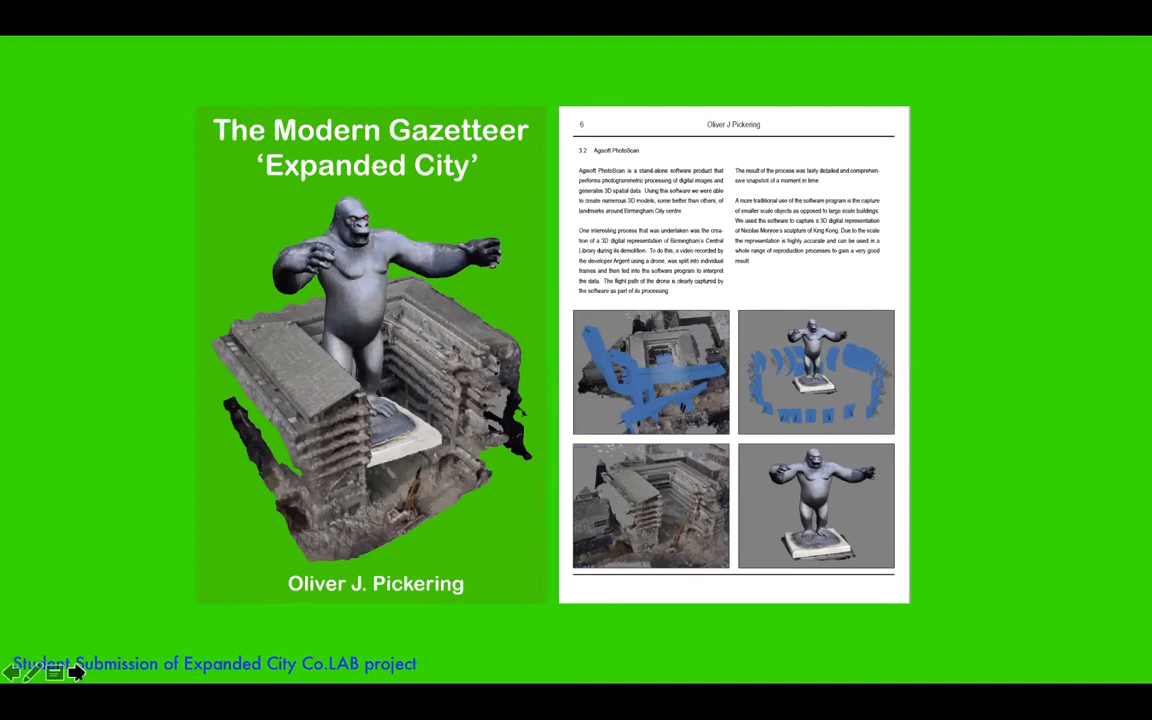 The Modern Gazetteer
‘Expanded City’
Oliver J. Pickering
6
Oliver J Pickering
3.2 Agisoft PhotoScan
Agisoft PhotoScan is a stand-alone software product that
performs photogrammetric processing of digital images and
generates 3D spatial data. Using this software we were able
to create numerous 3D models, some better than others, of
landmarks around Birmingham City centre.
One interesting process that was undertaken was the crea-
tion of a 3D digital representation of Birmingham's Central
Library during its demolition. To do this, a video recorded by
the developer Argent using a drone, was split into individual
frames and then fed into the software program to interpret
the data. The flight path of the drone is clearly captured by
the software as part of its processing.
The result of the process was fairly detailed and comprehen-
sive snapshot of a moment in time.
A more traditional use of the software program is the capture
of smaller scale objects as opposed to large scale buildings.
We used the software to capture a 3D digital representation
of Nicolas Monroe's sculpture of King Kong. Due to the scale
the representation is highly accurate and can be used in a
whole range of reproduction processes to gain a very good
result.
Student Submission of Expanded City Co.LAB project